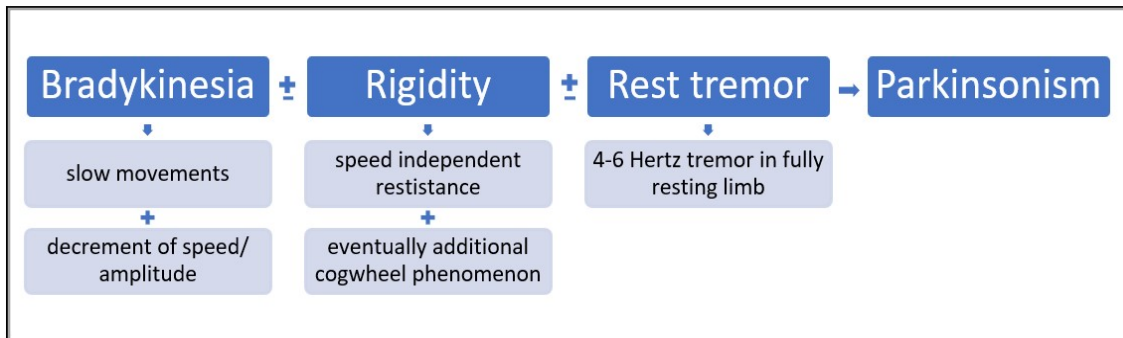 Bradykinesia ± Rigidity ± Rest tremor → Parkinsonism
slow movements
+
decrement of speed/
amplitude
speed independent
restistance
+
eventually additional
cogwheel phenomenon
4-6 Hertz tremor in fully
resting limb